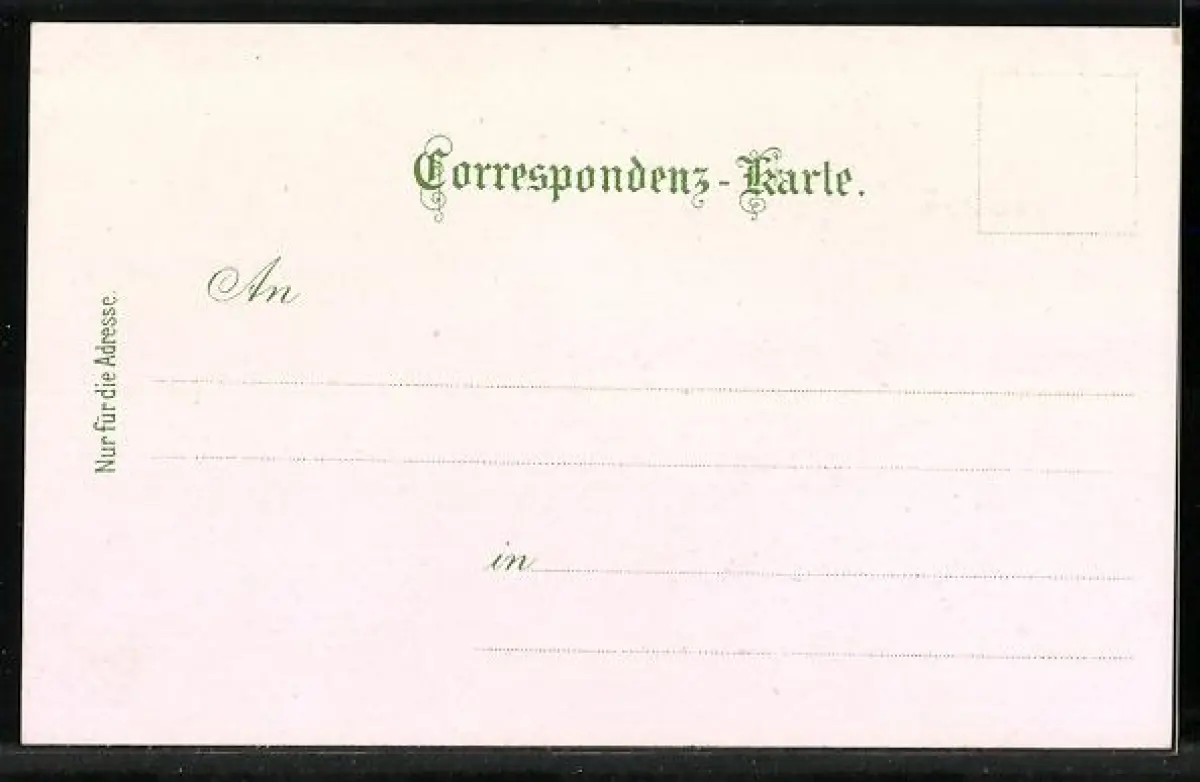 Correspondenz-Karte.
An
Nur für die Adresse.
in